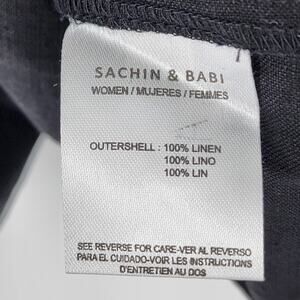 SACHIN & BABI
WOMEN / MUJERES / FEMMES
OUTERSHELL : 100% LINEN
100% LINO
100% LIN
SEE REVERSE FOR CARE-VER AL REVERSO
PARA EL CUIDADO-VOIR LES INSTRUCTIONS
D'ENTRETIEN AU DOS